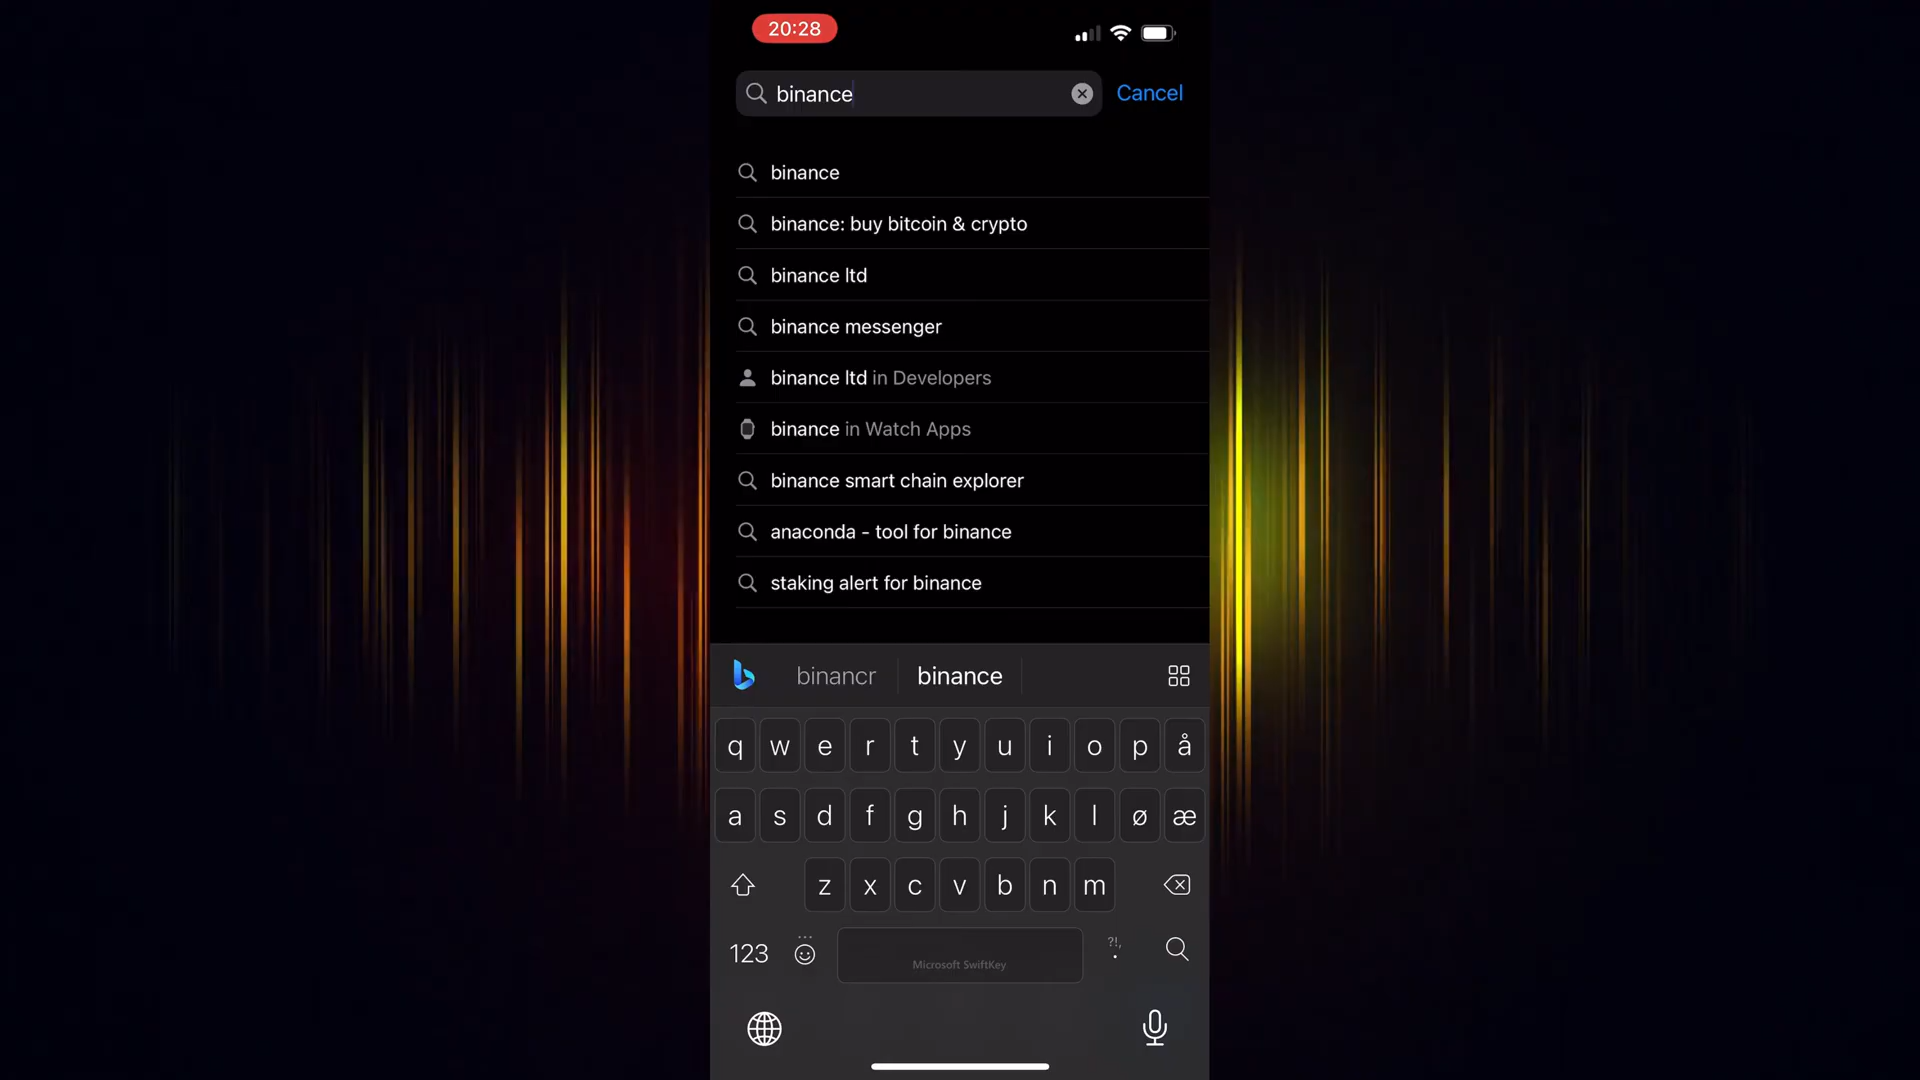 20:28
binance
Cancel
binance
binance: buy bitcoin & crypto
binance ltd
binance messenger
binance ltd in Developers
binance in Watch Apps
binance smart chain explorer
anaconda - tool for binance
staking alert for binance
binancr binance
q w e r t y u i o p å
a s d f g h j k l ø æ
z x c v b n m
123 Microsoft SwiftKey ?!, .